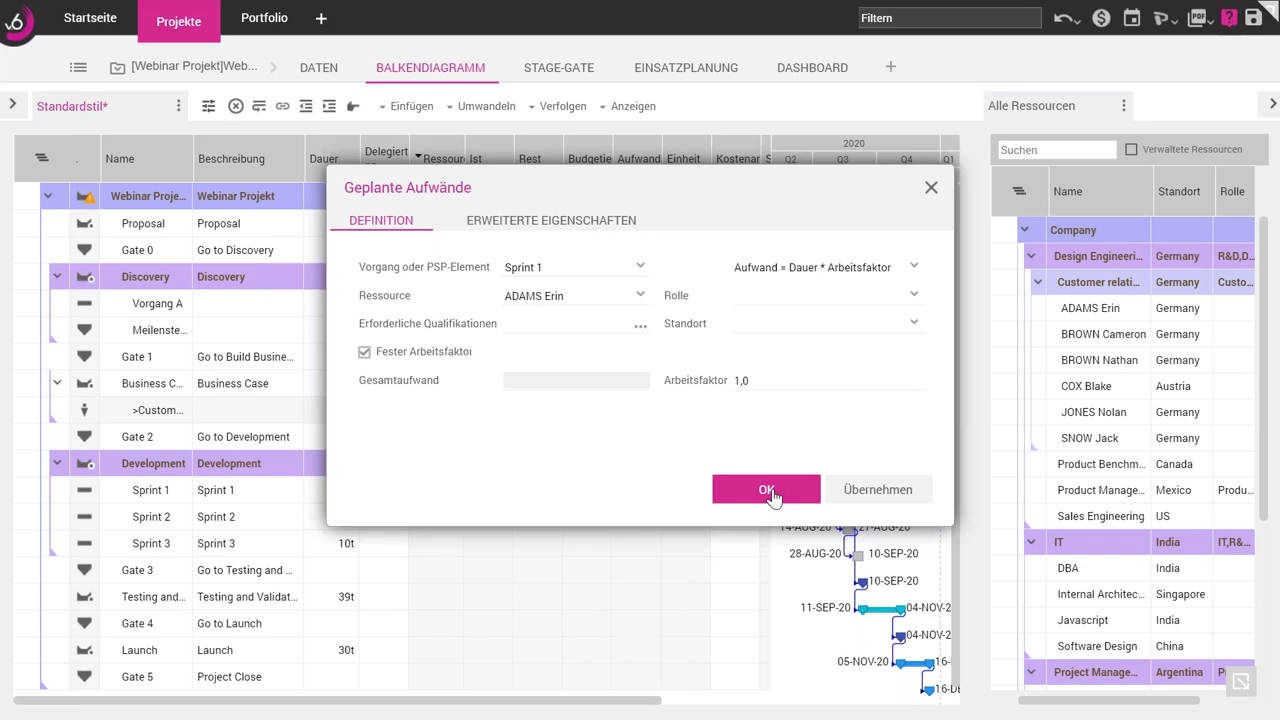 v6 Startseite Projekte Portfolio + Filtern PDF ?
[Webinar Projekt]Web... DATEN BALKENDIAGRAMM STAGE-GATE EINSATZPLANUNG DASHBOARD +
Standardstil* Einfügen Umwandeln Verfolgen Anzeigen Alle Ressourcen
. Name Beschreibung Dauer Delegiert Ressour Ist Rest Budgetie Aufwand Einheit Kostenar S
2020
Q2 Q3 Q4 Q1
Suchen Verwaltete Ressourcen
Name Standort Rolle
Geplante Aufwände
DEFINITION ERWEITERTE EIGENSCHAFTEN
Vorgang oder PSP-Element Sprint 1 Aufwand = Dauer * Arbeitsfaktor
Ressource ADAMS Erin Rolle
Erforderliche Qualifikationen ... Standort
Fester Arbeitsfaktor
Gesamtaufwand Arbeitsfaktor 1,0
OK Übernehmen
Webinar Proje... Webinar Projekt
Proposal Proposal
Gate 0 Go to Discovery
Discovery Discovery
Vorgang A
Meilenste...
Gate 1 Go to Build Busine...
Business C... Business Case
>Custom...
Gate 2 Go to Development
Development Development
Sprint 1 Sprint 1
Sprint 2 Sprint 2
Sprint 3 Sprint 3 10t
Gate 3 Go to Testing and ...
Testing and Testing and Validat... 39t
Gate 4 Go to Launch
Launch Launch 30t
Gate 5 Project Close
14-AUG-20 27-AUG-20
28-AUG-20 10-SEP-20
10-SEP-20
11-SEP-20 04-NOV-2
04-NOV-2
05-NOV-20 16-
16-DE
Company
Design Engineeri... Germany R&D,D...
Customer relati... Germany Custo...
ADAMS Erin Germany
BROWN Cameron Germany
BROWN Nathan Germany
COX Blake Austria
JONES Nolan Germany
SNOW Jack Germany
Product Benchm... Canada
Product Manage... Mexico Produ...
Sales Engineering US
IT India IT,R&...
DBA India
Internal Architec... Singapore
Javascript India
Software Design China
Project Manage... Argentina